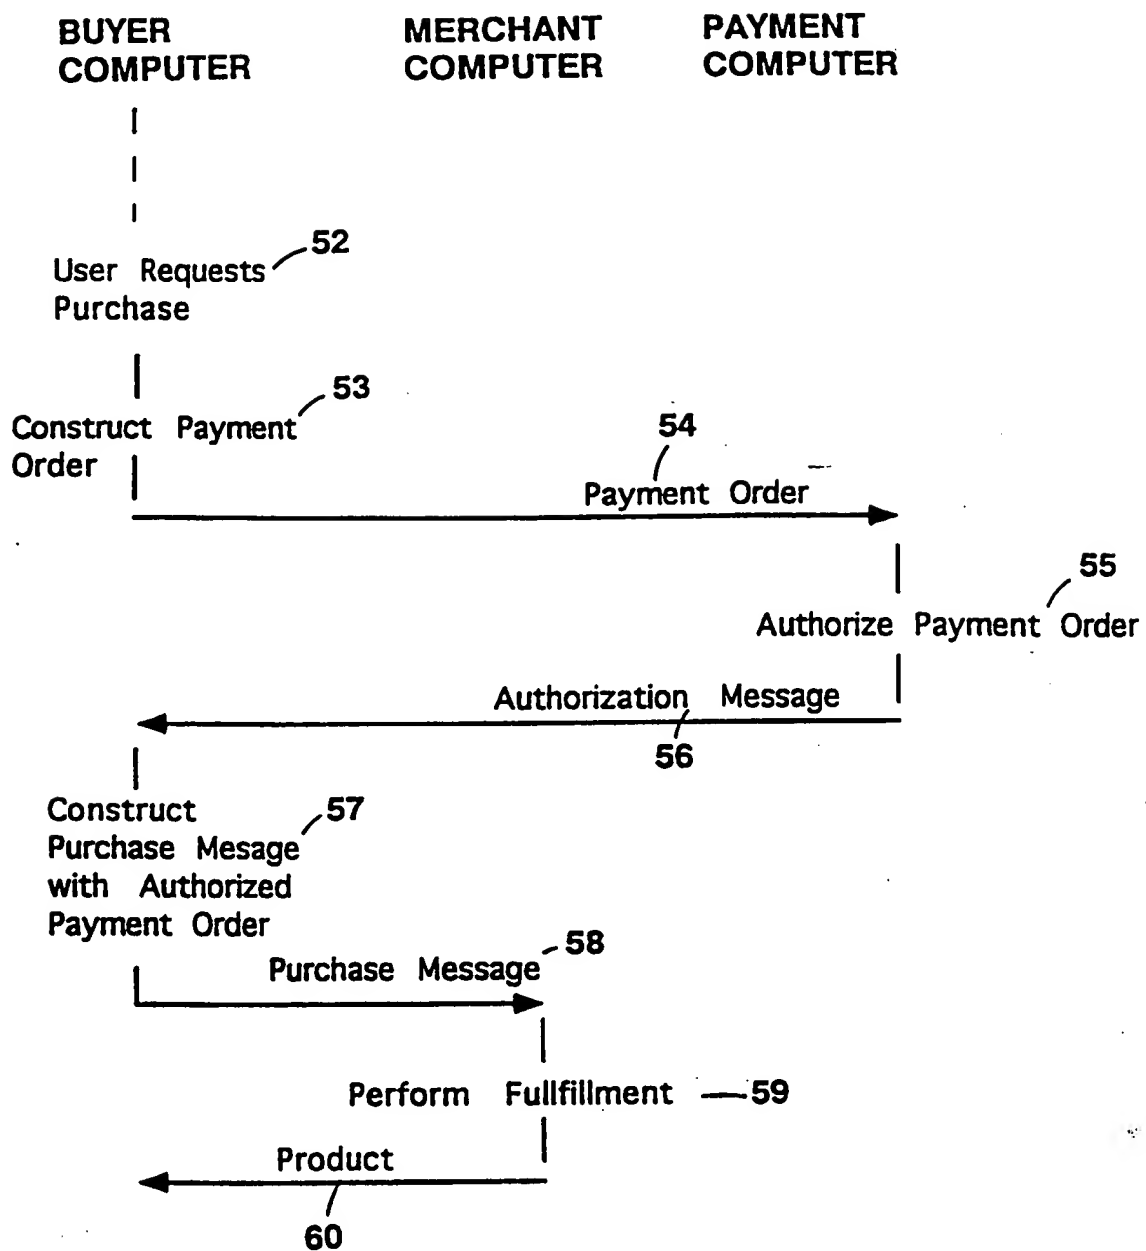 BUYER
COMPUTER
MERCHANT
COMPUTER
PAYMENT
COMPUTER
52
User Requests
Purchase
53
Construct Payment
Order
54
Payment Order
55
Authorize Payment Order
Authorization Message
56
Construct
57
Purchase Mesage
with Authorized
Payment Order
58
Purchase Message
Perform Fullfillment
59
Product
60